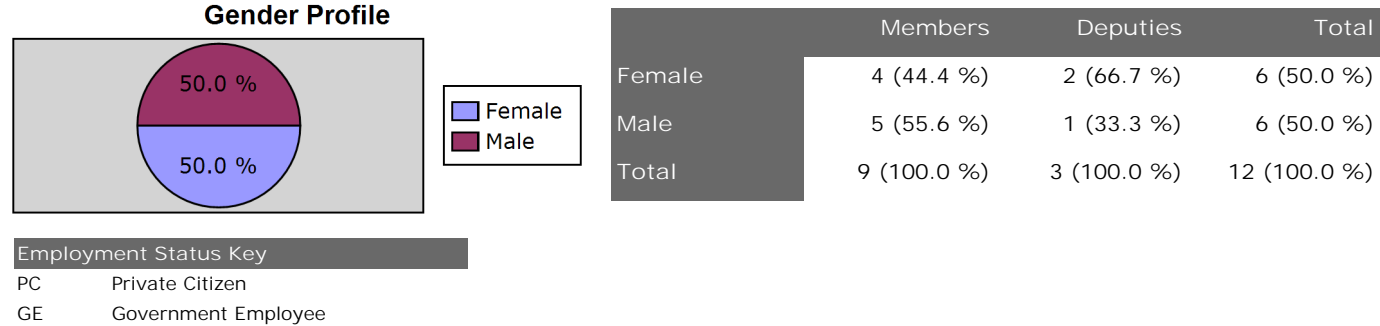 Gender Profile
50.0 %
50.0 %
Female
Male
Members Deputies Total
Female 4 (44.4 %) 2 (66.7 %) 6 (50.0 %)
Male 5 (55.6 %) 1 (33.3 %) 6 (50.0 %)
Total 9 (100.0 %) 3 (100.0 %) 12 (100.0 %)
Employment Status Key
PC Private Citizen
GE Government Employee